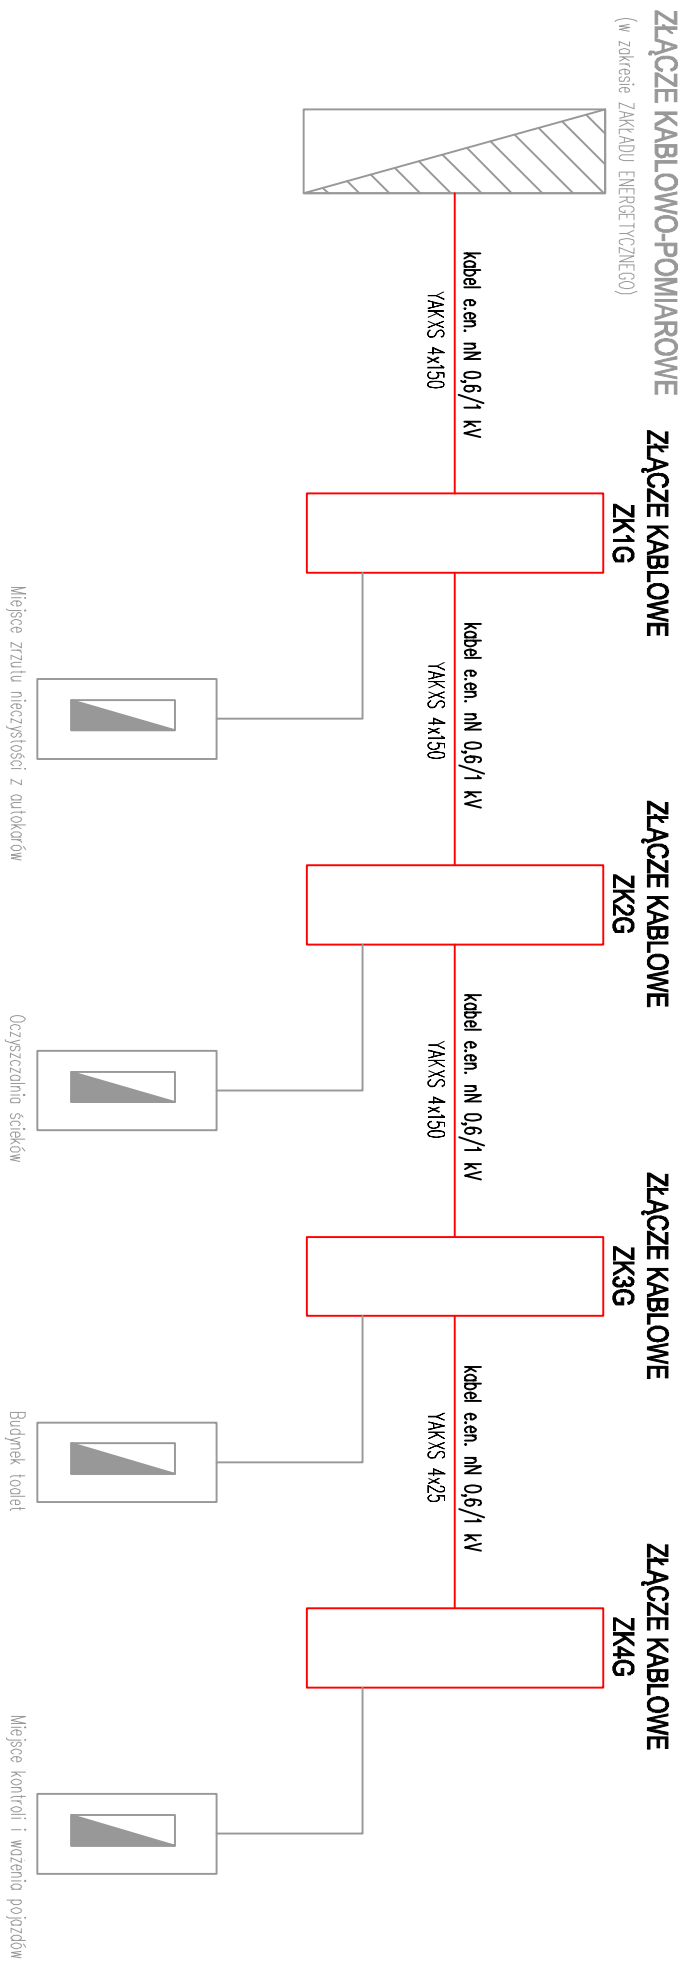 ZŁĄCZE KABLOWO-POMIAROWE
(w zakresie ZAKŁADU ENERGETYCZNEGO)
kabel e.en. nN 0,6/1 kV
YAKXS 4x150
ZŁĄCZE KABLOWE
ZK1G
Miejsce zrzutu nieczystości z autokarów
kabel e.en. nN 0,6/1 kV
YAKXS 4x150
ZŁĄCZE KABLOWE
ZK2G
Oczyszczalnia ścieków
kabel e.en. nN 0,6/1 kV
YAKXS 4x150
ZŁĄCZE KABLOWE
ZK3G
Budynek toalet
kabel e.en. nN 0,6/1 kV
YAKXS 4x25
ZŁĄCZE KABLOWE
ZK4G
Miejsce kontroli i ważenia pojazdów